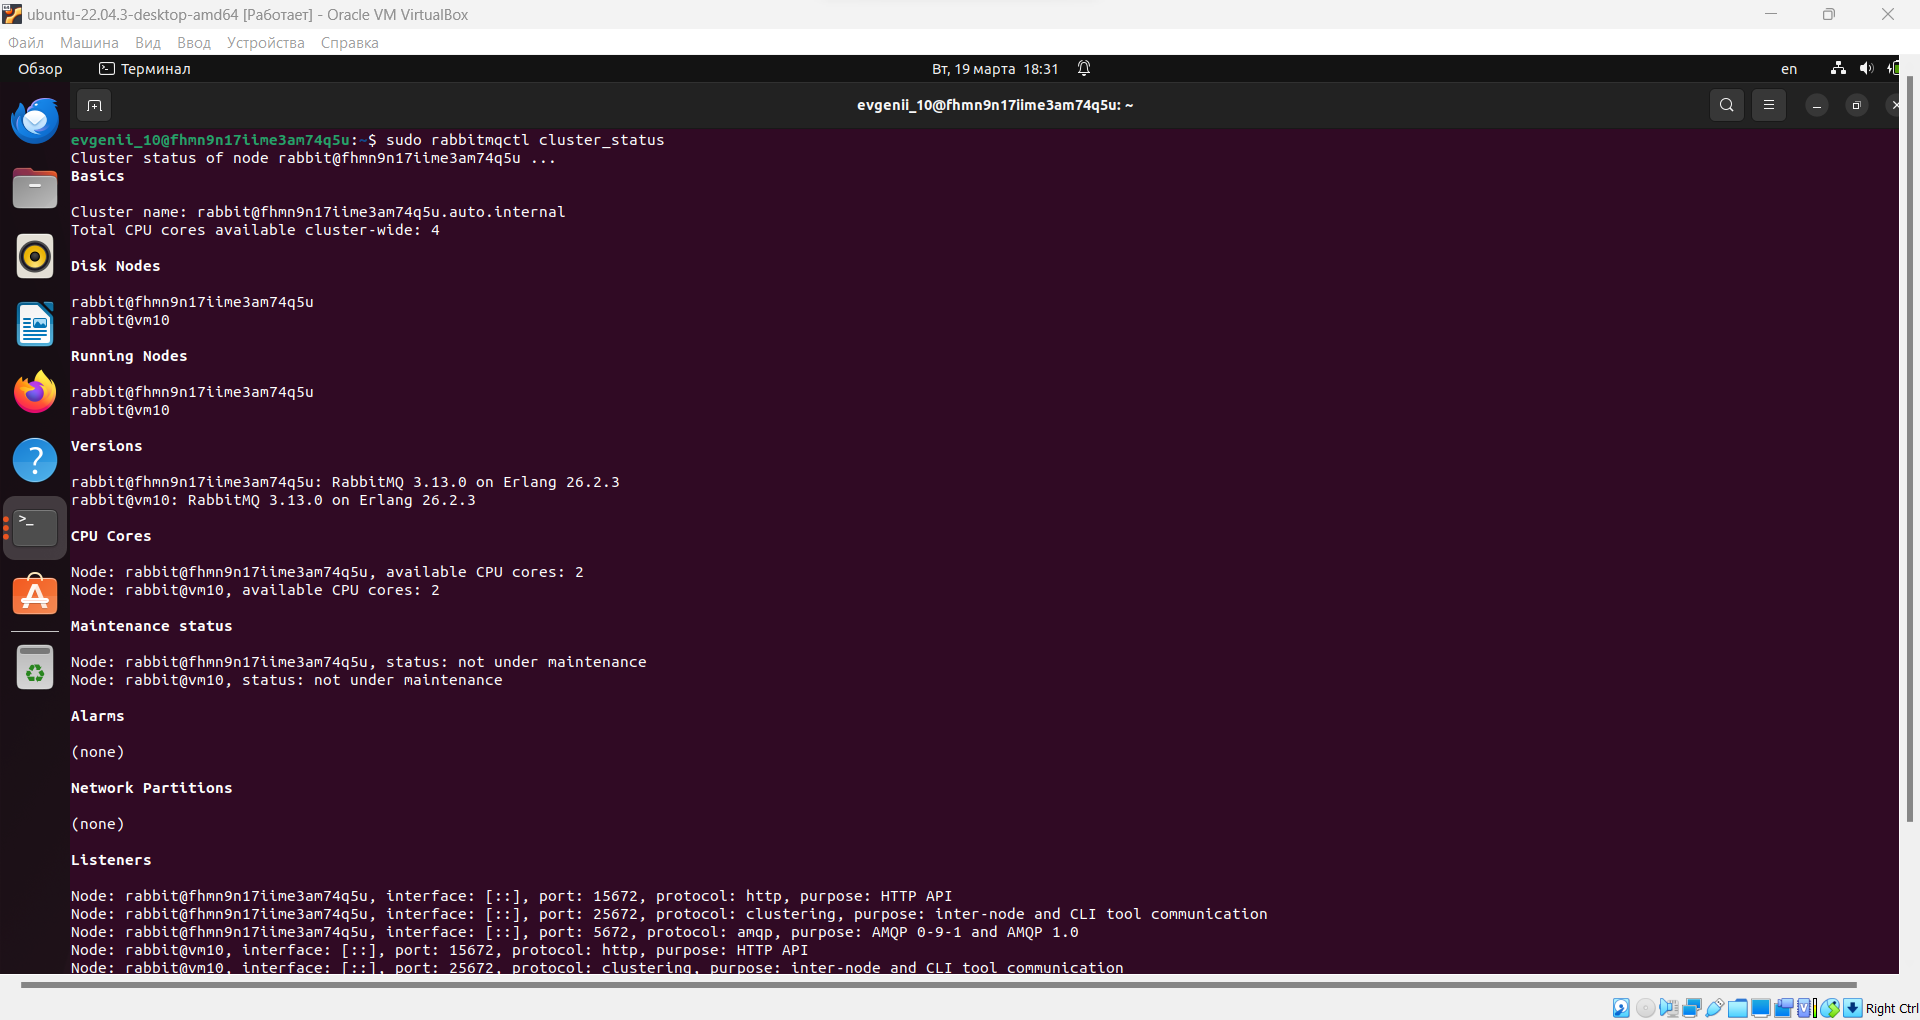 ubuntu-22.04.3-desktop-amd64 [Работает] - Oracle VM VirtualBox
Файл Машина Вид Ввод Устройства Справка
Обзор Терминал Вт, 19 марта 18:31 en
evgenii_10@fhmn9n17iime3am74q5u: ~
evgenii_10@fhmn9n17iime3am74q5u:~$ sudo rabbitmqctl cluster_status
Cluster status of node rabbit@fhmn9n17iime3am74q5u ...
Basics
Cluster name: rabbit@fhmn9n17iime3am74q5u.auto.internal
Total CPU cores available cluster-wide: 4
Disk Nodes
rabbit@fhmn9n17iime3am74q5u
rabbit@vm10
Running Nodes
rabbit@fhmn9n17iime3am74q5u
rabbit@vm10
Versions
rabbit@fhmn9n17iime3am74q5u: RabbitMQ 3.13.0 on Erlang 26.2.3
rabbit@vm10: RabbitMQ 3.13.0 on Erlang 26.2.3
CPU Cores
Node: rabbit@fhmn9n17iime3am74q5u, available CPU cores: 2
Node: rabbit@vm10, available CPU cores: 2
Maintenance status
Node: rabbit@fhmn9n17iime3am74q5u, status: not under maintenance
Node: rabbit@vm10, status: not under maintenance
Alarms
(none)
Network Partitions
(none)
Listeners
Node: rabbit@fhmn9n17iime3am74q5u, interface: [::], port: 15672, protocol: http, purpose: HTTP API
Node: rabbit@fhmn9n17iime3am74q5u, interface: [::], port: 25672, protocol: clustering, purpose: inter-node and CLI tool communication
Node: rabbit@fhmn9n17iime3am74q5u, interface: [::], port: 5672, protocol: amqp, purpose: AMQP 0-9-1 and AMQP 1.0
Node: rabbit@vm10, interface: [::], port: 15672, protocol: http, purpose: HTTP API
Node: rabbit@vm10, interface: [::], port: 25672, protocol: clustering, purpose: inter-node and CLI tool communication
Right Ctrl